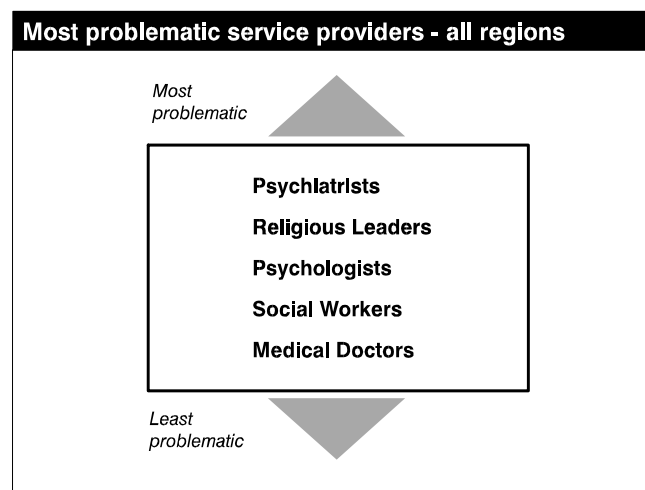 Most problematic service providers - all regions
Most
problematic
Psychiatrists
Religious Leaders
Psychologists
Social Workers
Medical Doctors
Least
problematic